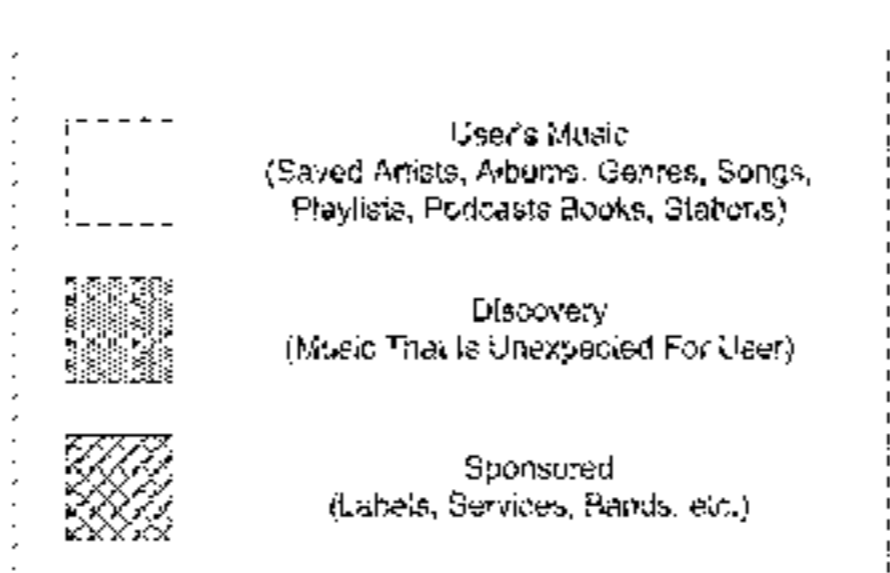 User's Music
(Saved Artists, Albums, Genres, Songs,
Playlists, Podcasts Books, Stations)
Discovery
(Music That Is Unexpected For User)
Sponsored
(Labels, Services, Bands, etc.)